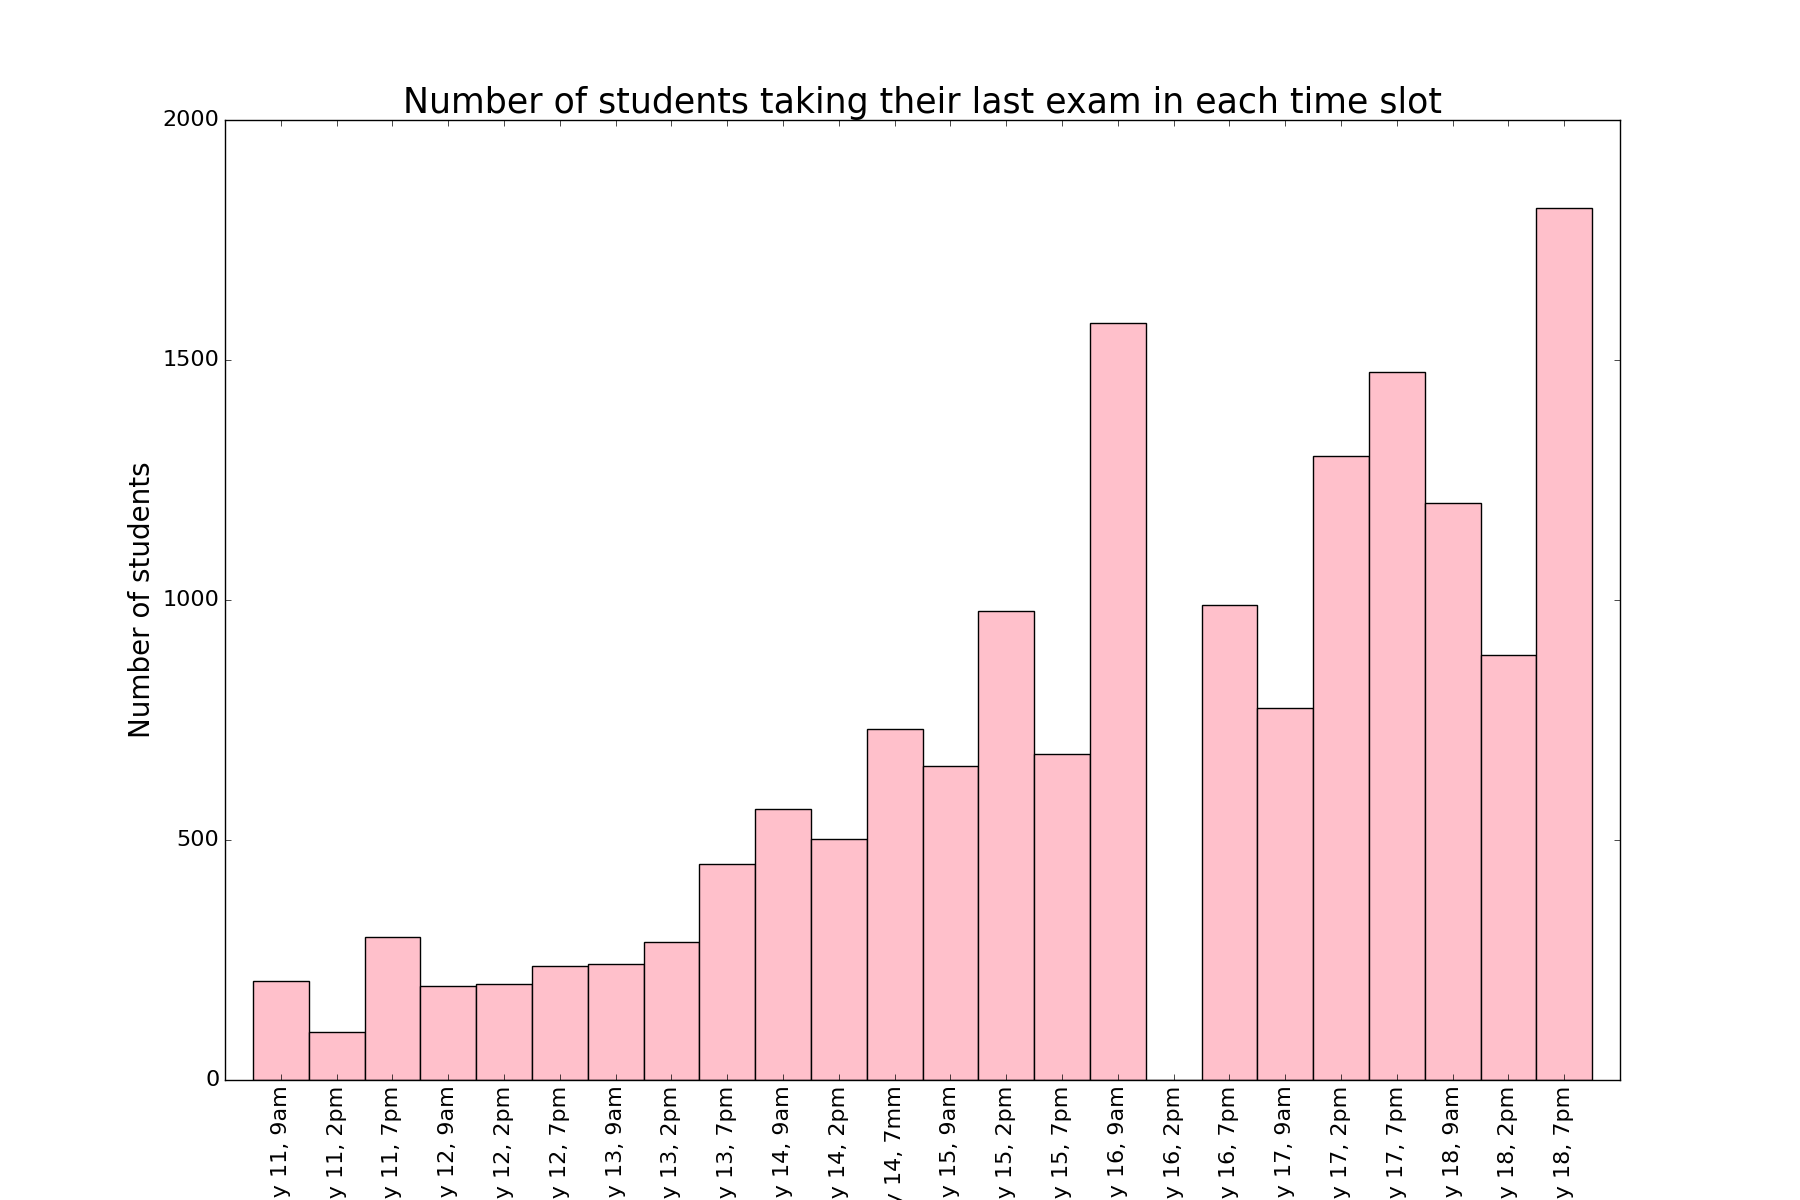 Number of students taking their last exam in each time slot
Number of students
2000
1500
1000
500
0
y 11, 9am
y 11, 2pm
y 11, 7pm
y 12, 9am
y 12, 2pm
y 12, 7pm
y 13, 9am
y 13, 2pm
y 13, 7pm
y 14, 9am
y 14, 2pm
y 14, 7mm
y 15, 9am
y 15, 2pm
y 15, 7pm
y 16, 9am
y 16, 2pm
y 16, 7pm
y 17, 9am
y 17, 2pm
y 17, 7pm
y 18, 9am
y 18, 2pm
y 18, 7pm